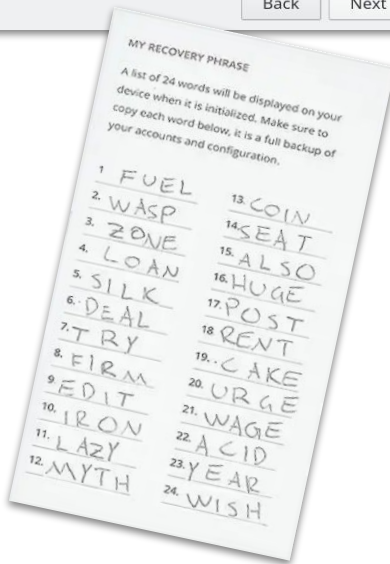 Back
Next
MY RECOVERY PHRASE
A list of 24 words will be displayed on your
device when it is initialized. Make sure to
copy each word below, it is a full backup of
your accounts and configuration.
1 FUEL
2. WASP
3. ZONE
4. LOAN
5. SILK
6. DEAL
7. TRY
8. FIRM
9 EDIT
10. IRON
11. LAZY
12. MYTH
13. COIN
14. SEAT
15. ALSO
16. HUGE
17. POST
18 RENT
19. CAKE
20. URGE
21. WAGE
22. ACID
23. YEAR
24. WISH